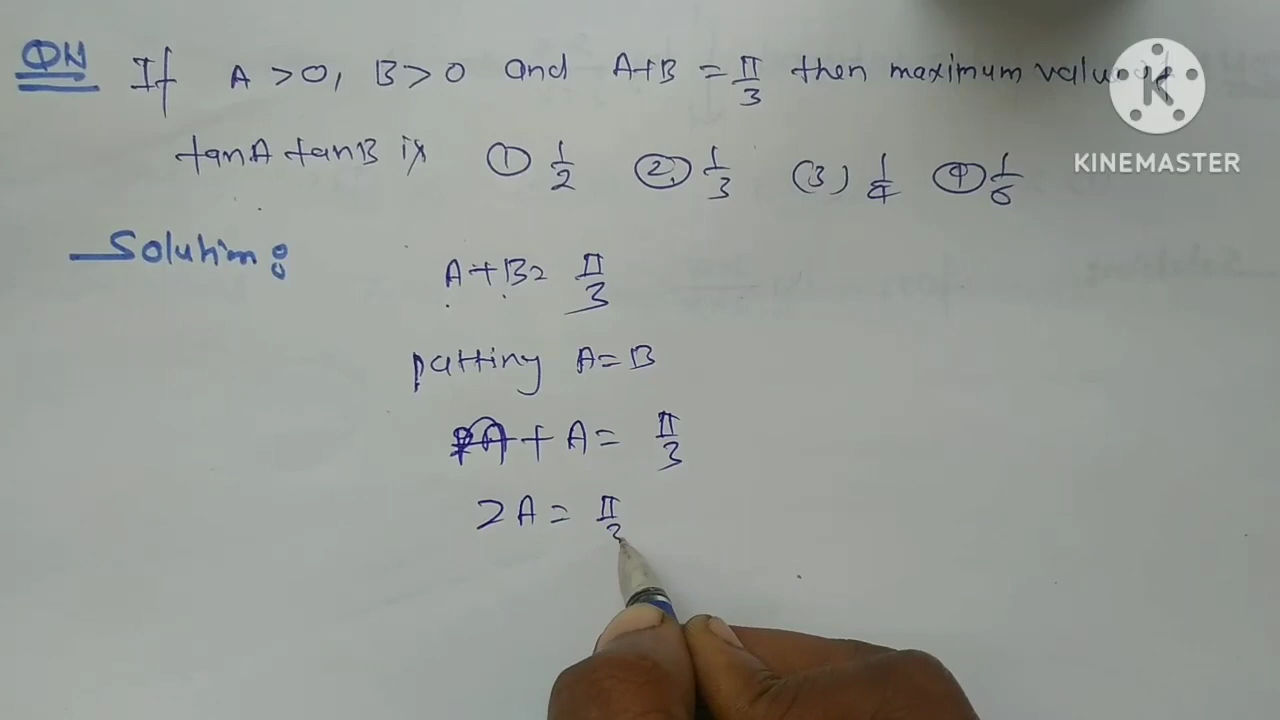 QN If A > 0, B > 0 and A+B = π/3 then maximum value of
tanA tanB is ① 1/2 ② 1/3 (3) 1/4 ④ 1/6
KINEMASTER
Solution:
A+B= π/3
putting A=B
A + A = π/3
2A = π/3